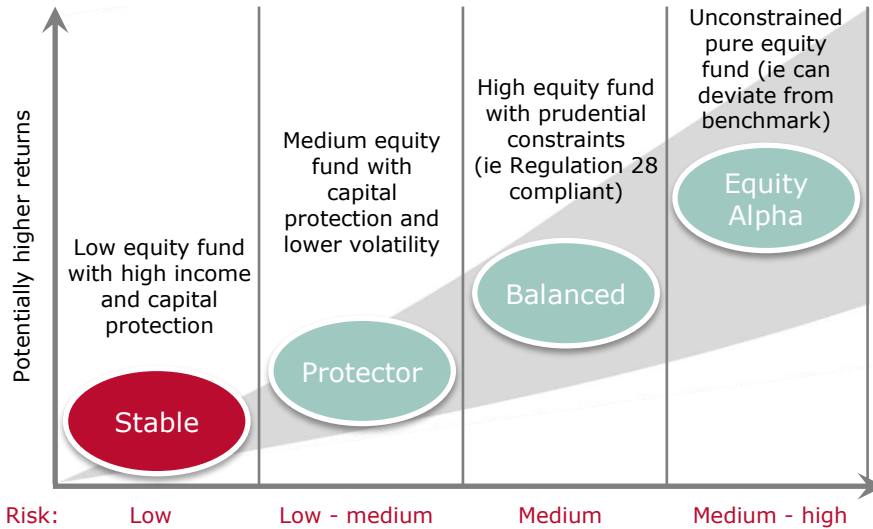 Potentially higher returns
Low equity fund
with high income
and capital
protection
Stable
Medium equity
fund with
capital
protection and
lower volatility
Protector
High equity fund
with prudential
constraints
(ie Regulation 28
compliant)
Balanced
Unconstrained
pure equity
fund (ie can
deviate from
benchmark)
Equity
Alpha
Risk: Low Low - medium Medium Medium - high